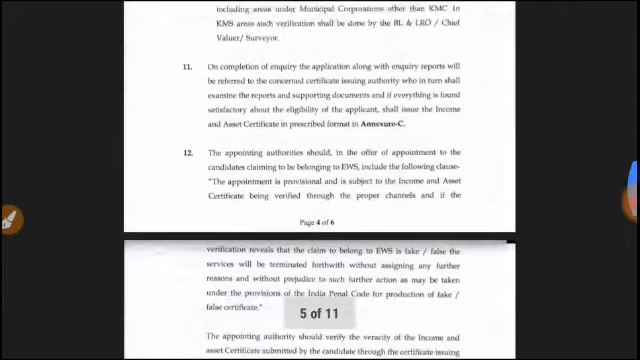 including areas under Municipal Corporations other than KMC in
KMS areas such verification shall be done by the BL & LRO / Chief
Valuer/ Surveyor.
11. On completion of enquiry the application along with enquiry reports will
be referred to the concerned certificate issuing authority who in turn shall
examine the reports and supporting documents and if everything is found
satisfactory about the eligibility of the applicant, shall issue the Income
and Asset Certificate in prescribed format in Annexure-C.
12. The appointing authorities should, in the offer of appointment to the
candidates claiming to be belonging to EWS, include the following clause-
"The appointment is provisional and is subject to the Income and Asset
Certificate being verified through the proper channels and if the
Page 4 of 6
verification reveals that the claim to belong to EWS is fake / false the
services will be terminated forthwith without assigning any further
reasons and without prejudice to such further action as may be taken
under the provisions of the India Penal Code for production of fake /
false certificate."
5 of 11
The appointing authority should verify the veracity of the Income and
asset Certificate submitted by the candidate through the certificate issuing